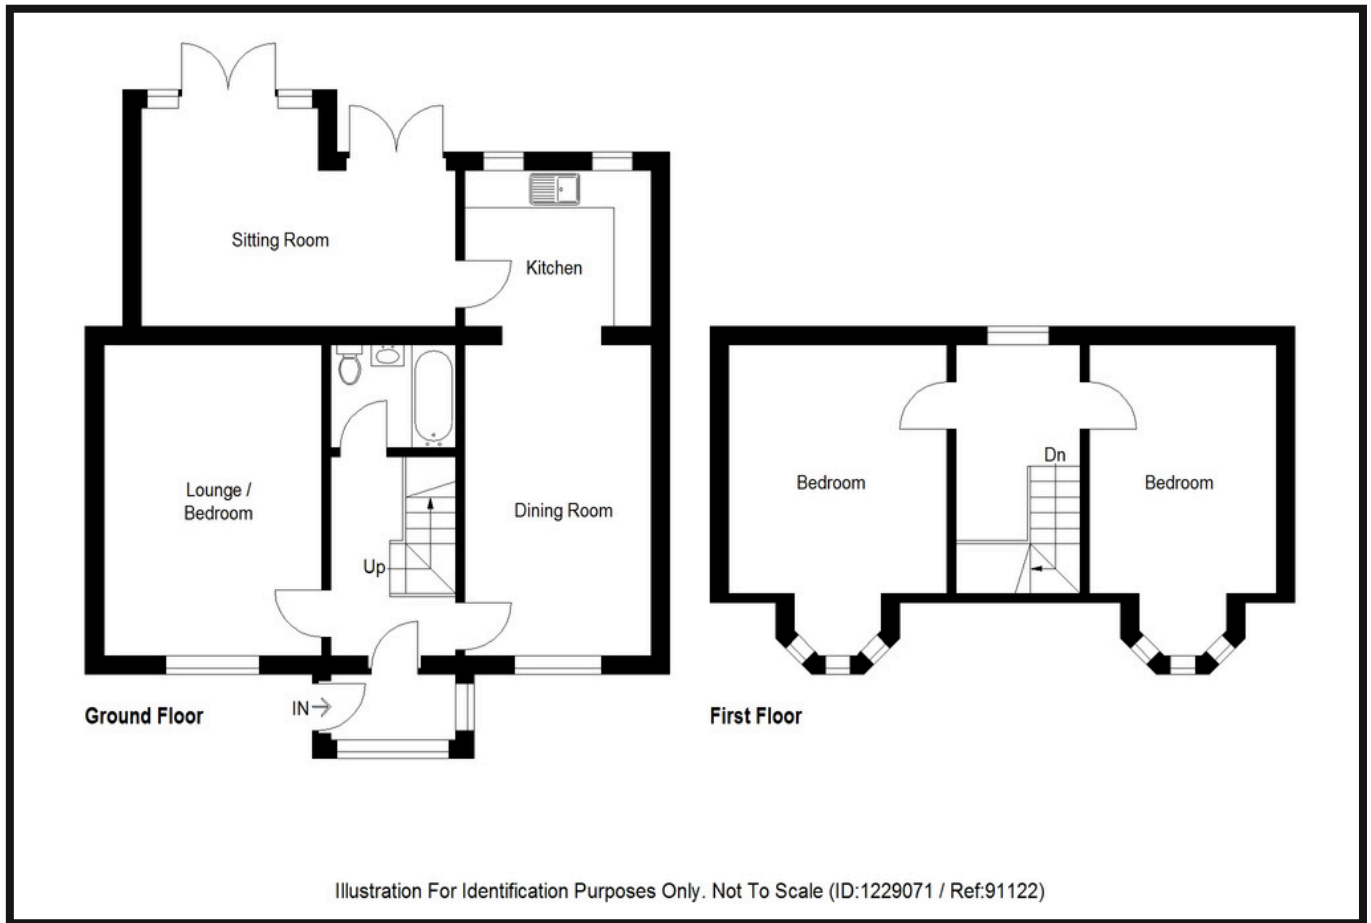 Sitting Room
Kitchen
Lounge /
Bedroom
Dining Room
Up
IN
Ground Floor
Bedroom
Dn
Bedroom
First Floor
Illustration For Identification Purposes Only. Not To Scale (ID:1229071 / Ref:91122)